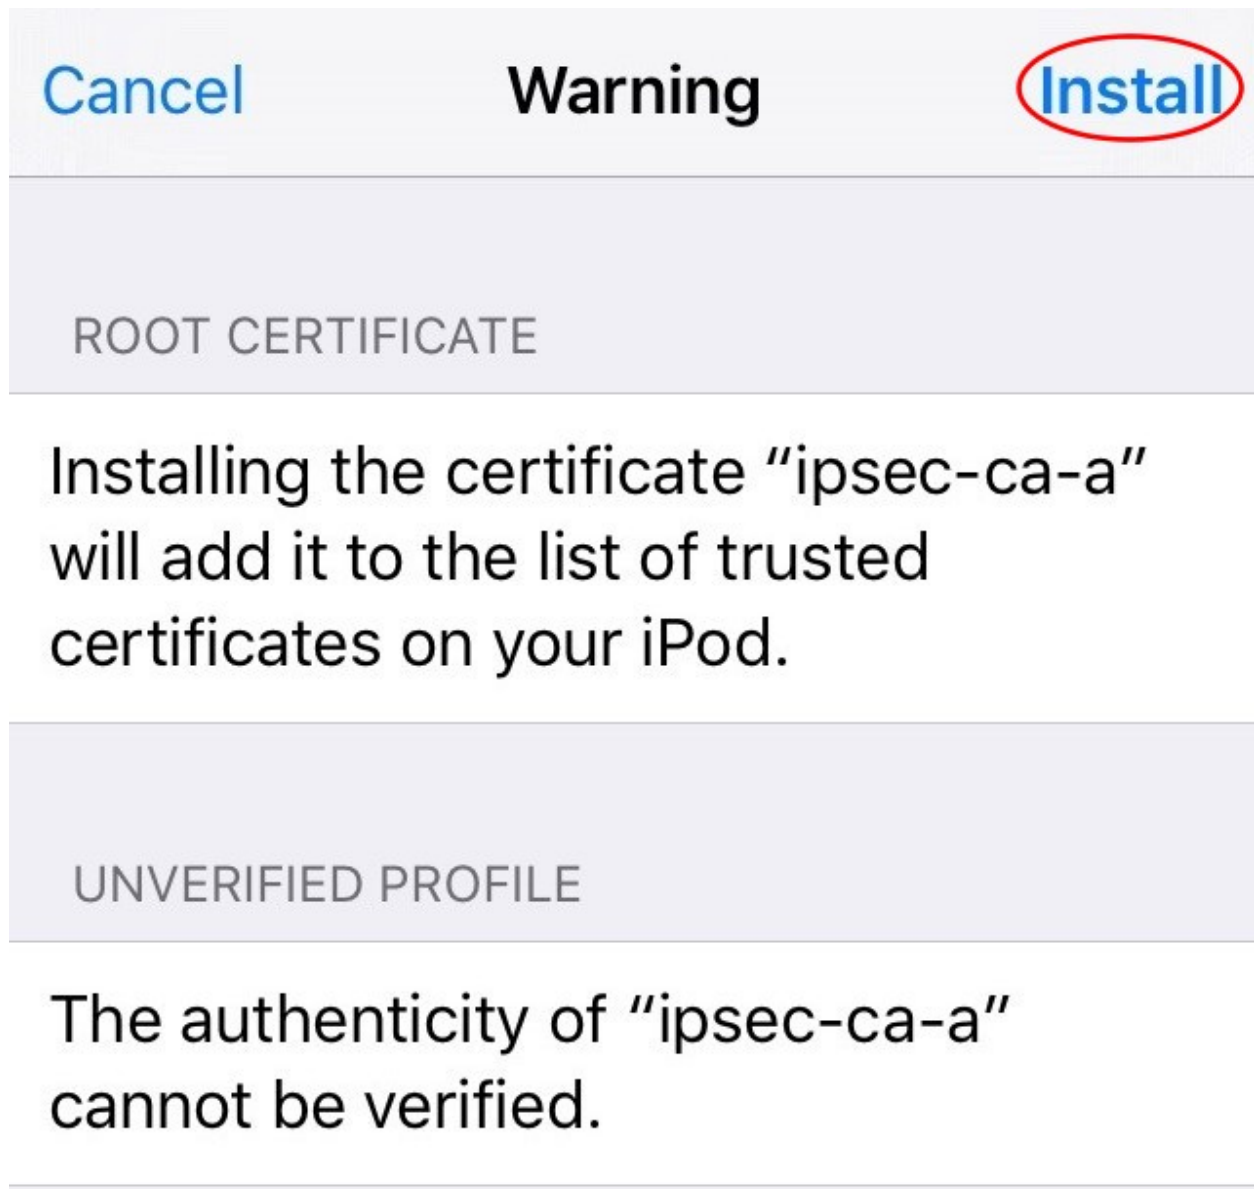 Cancel Warning Install
ROOT CERTIFICATE
Installing the certificate “ipsec-ca-a”
will add it to the list of trusted
certificates on your iPod.
UNVERIFIED PROFILE
The authenticity of “ipsec-ca-a”
cannot be verified.